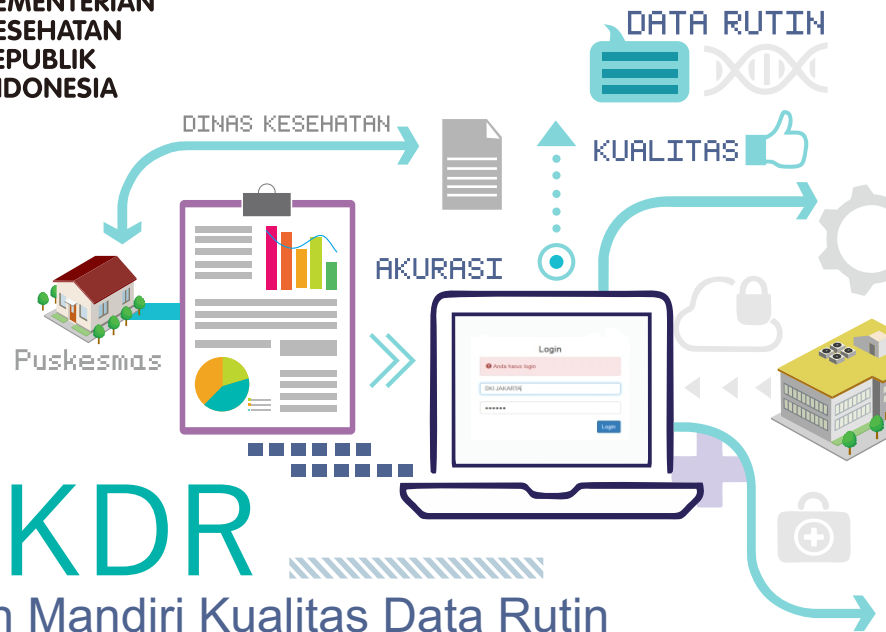 EMENTERIAN
ESEHATAN
EPUBLIK
NDONESIA
DATA RUTIN
DINAS KESEHATAN
KUALITAS
AKURASI
Puskesmas
Login
Anda harus login
DKI JAKARTA
••••••
Login
KDR
n Mandiri Kualitas Data Rutin